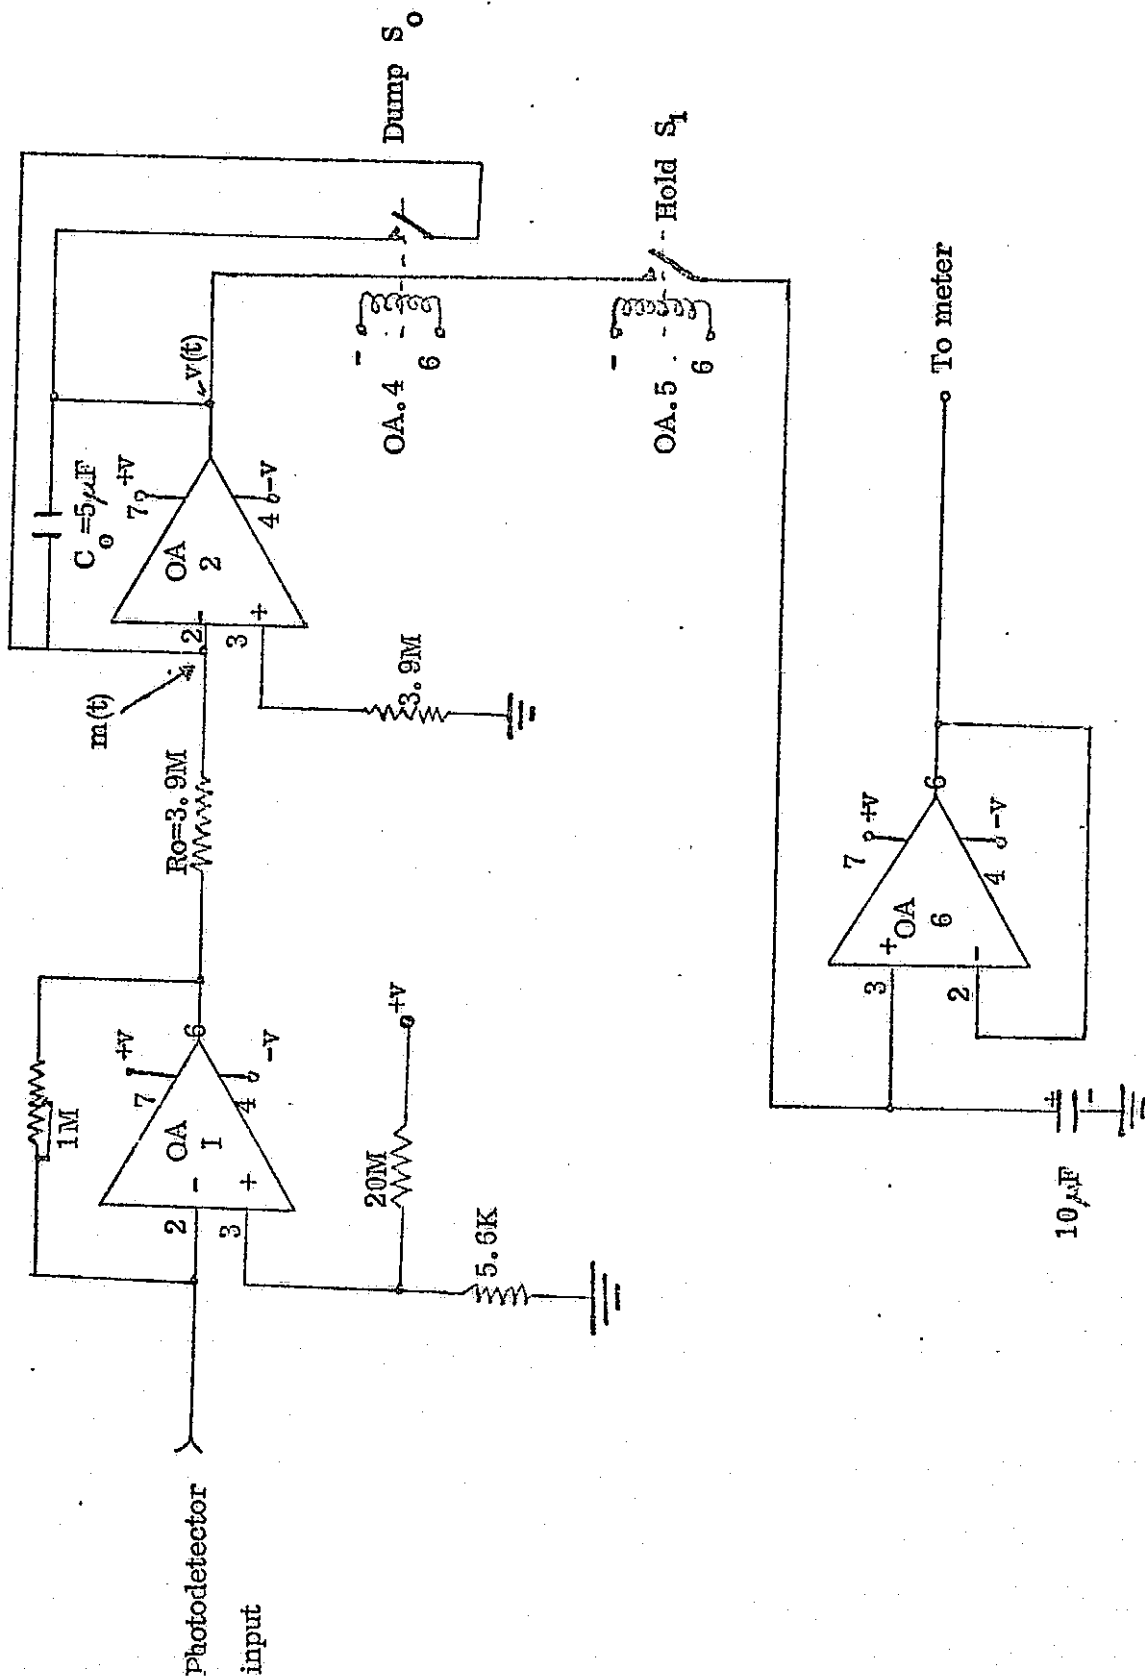 Photodetector
input
1M
2
3
-
+
OA
1
7
+v
4
-v
6
20M
+v
5.6K
Ro=3.9M
m(t)
C₀=5μF
2
3
-
+
OA
2
7
+v
4
-v
v(t)
3.9M
Dump S₀
OA.4
-
6
Hold S₁
OA.5
-
6
10μF
+
-
3
2
+
-
OA
6
7
+v
4
-v
6
To meter